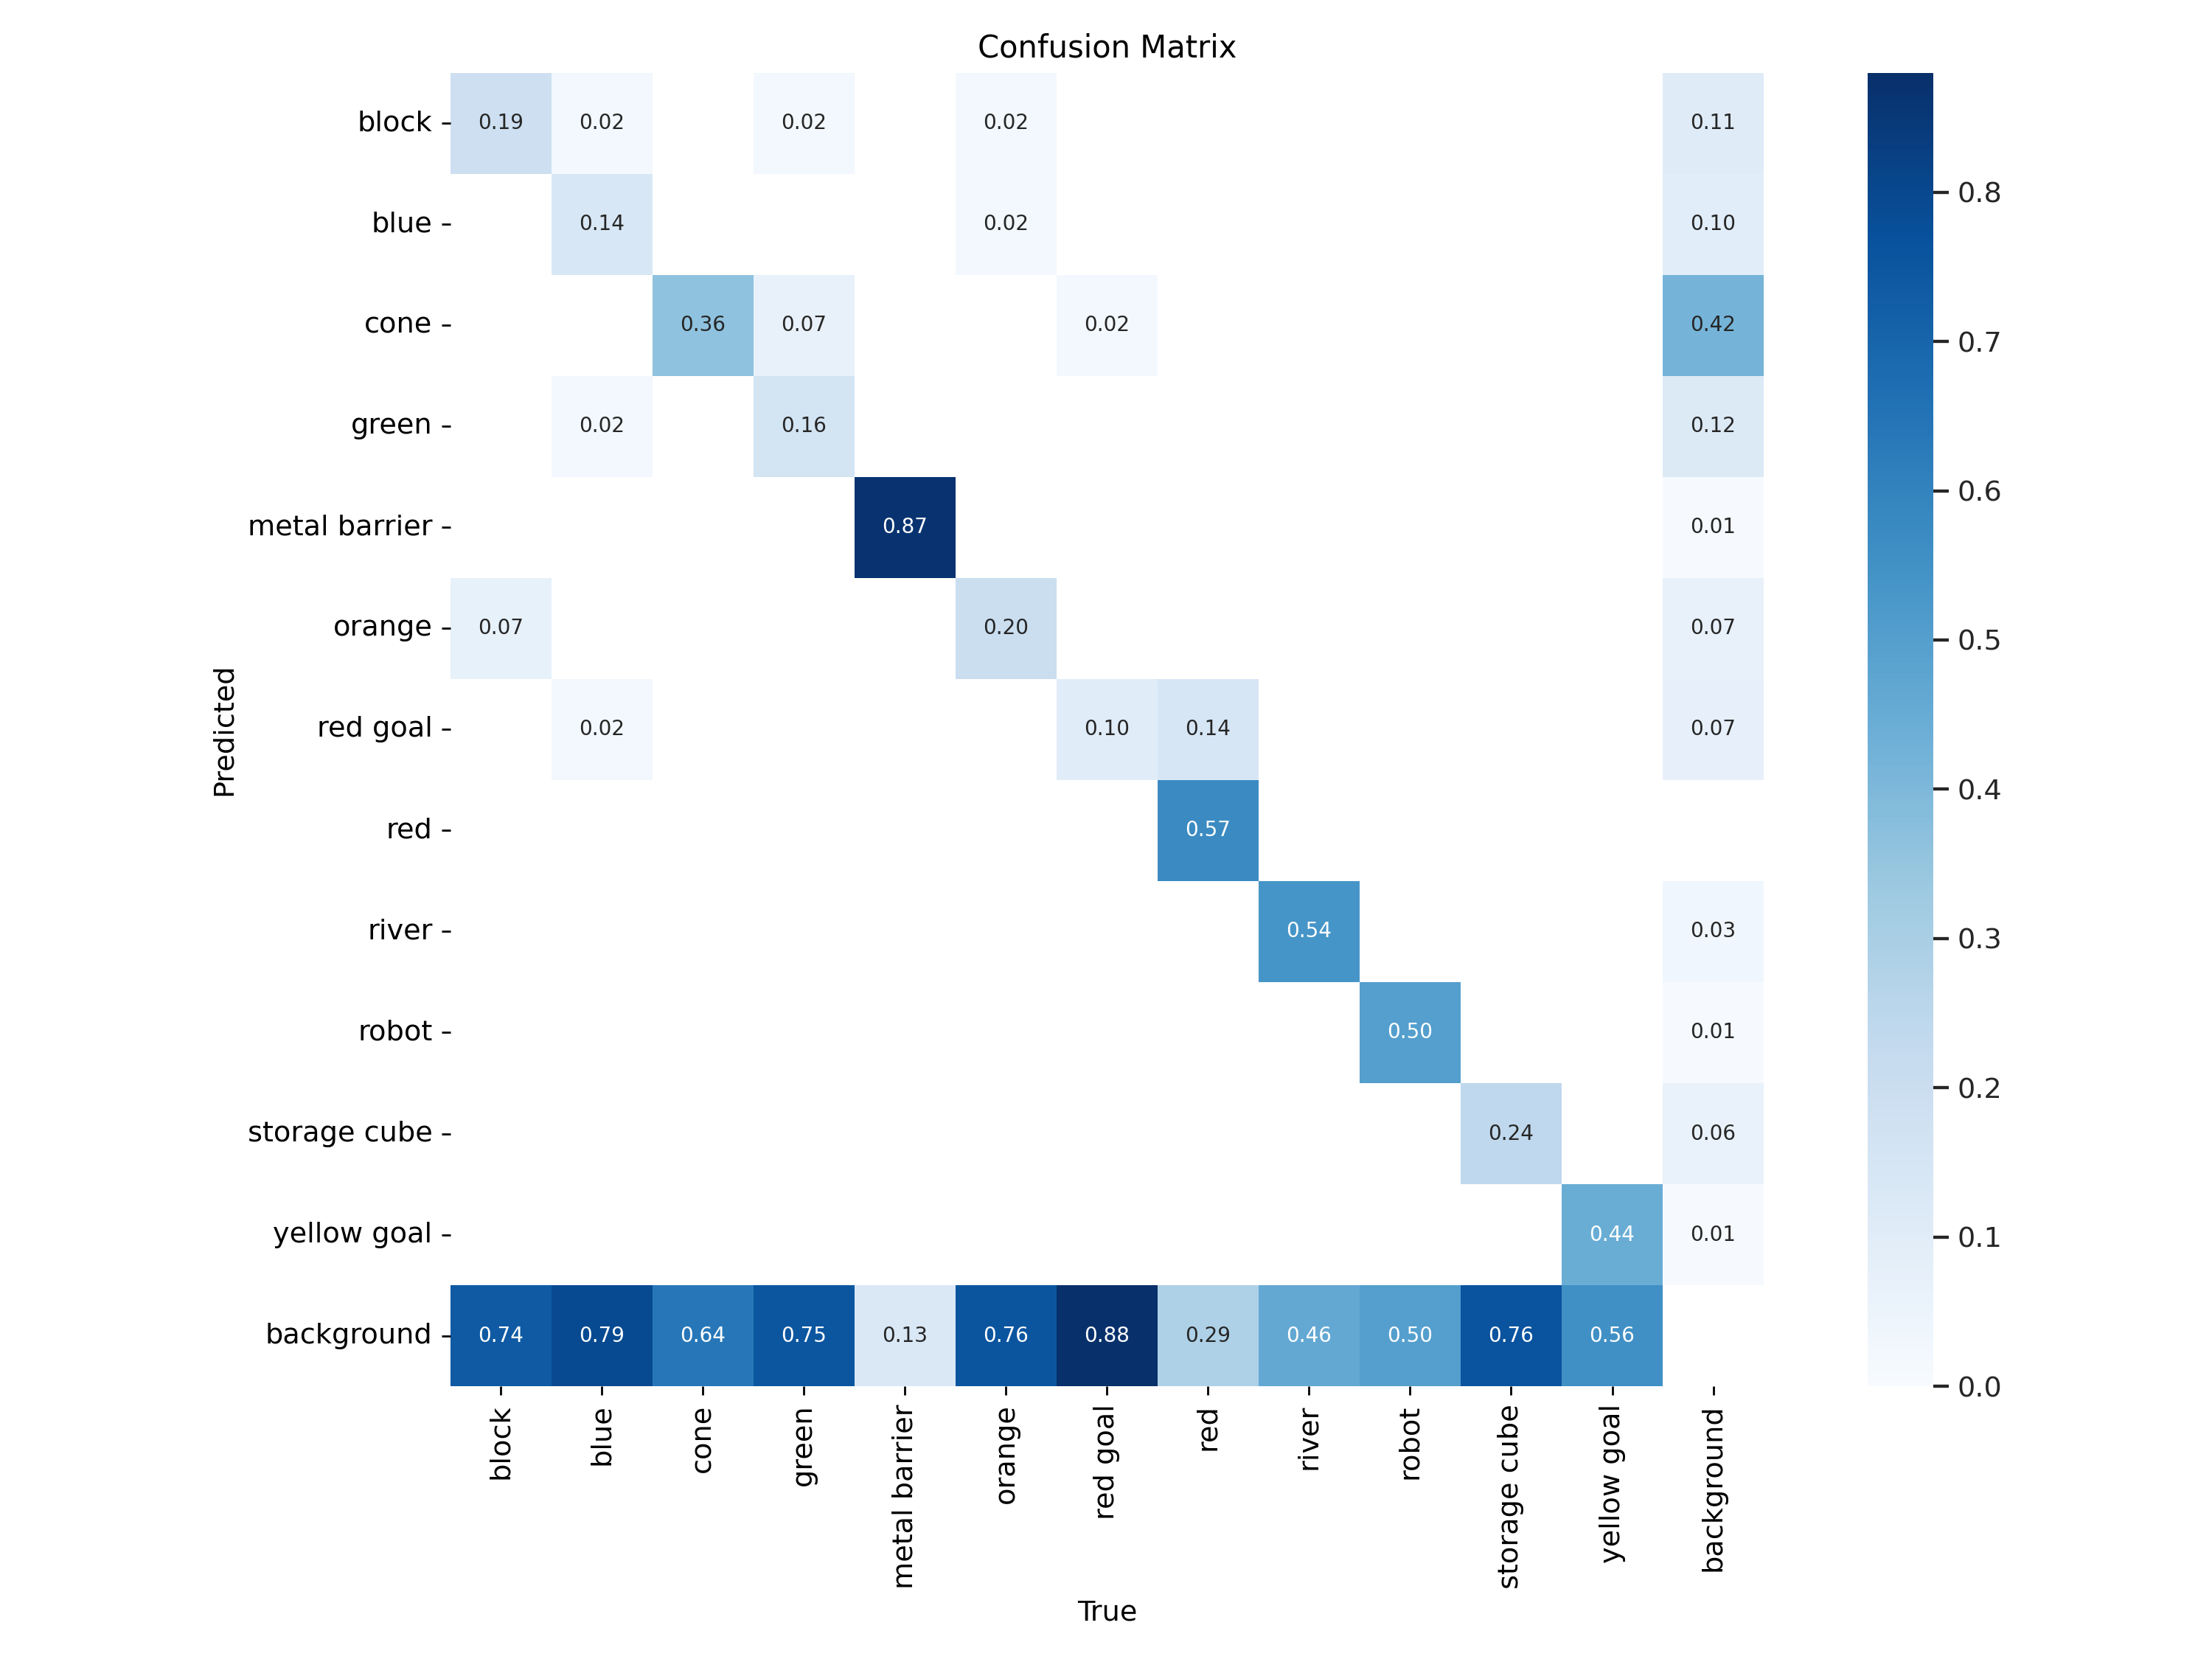 Confusion Matrix
block 0.19 0.02 0.02 0.02 0.11
blue 0.14 0.02 0.10
cone 0.36 0.07 0.02 0.42
green 0.02 0.16 0.12
metal barrier 0.87 0.01
orange 0.07 0.20 0.07
red goal 0.02 0.10 0.14 0.07
red 0.57
river 0.54 0.03
robot 0.50 0.01
storage cube 0.24 0.06
yellow goal 0.44 0.01
background 0.74 0.79 0.64 0.75 0.13 0.76 0.88 0.29 0.46 0.50 0.76 0.56
Predicted
block
blue
cone
green
metal barrier
orange
red goal
red
river
robot
storage cube
yellow goal
background
True
0.8
0.7
0.6
0.5
0.4
0.3
0.2
0.1
0.0